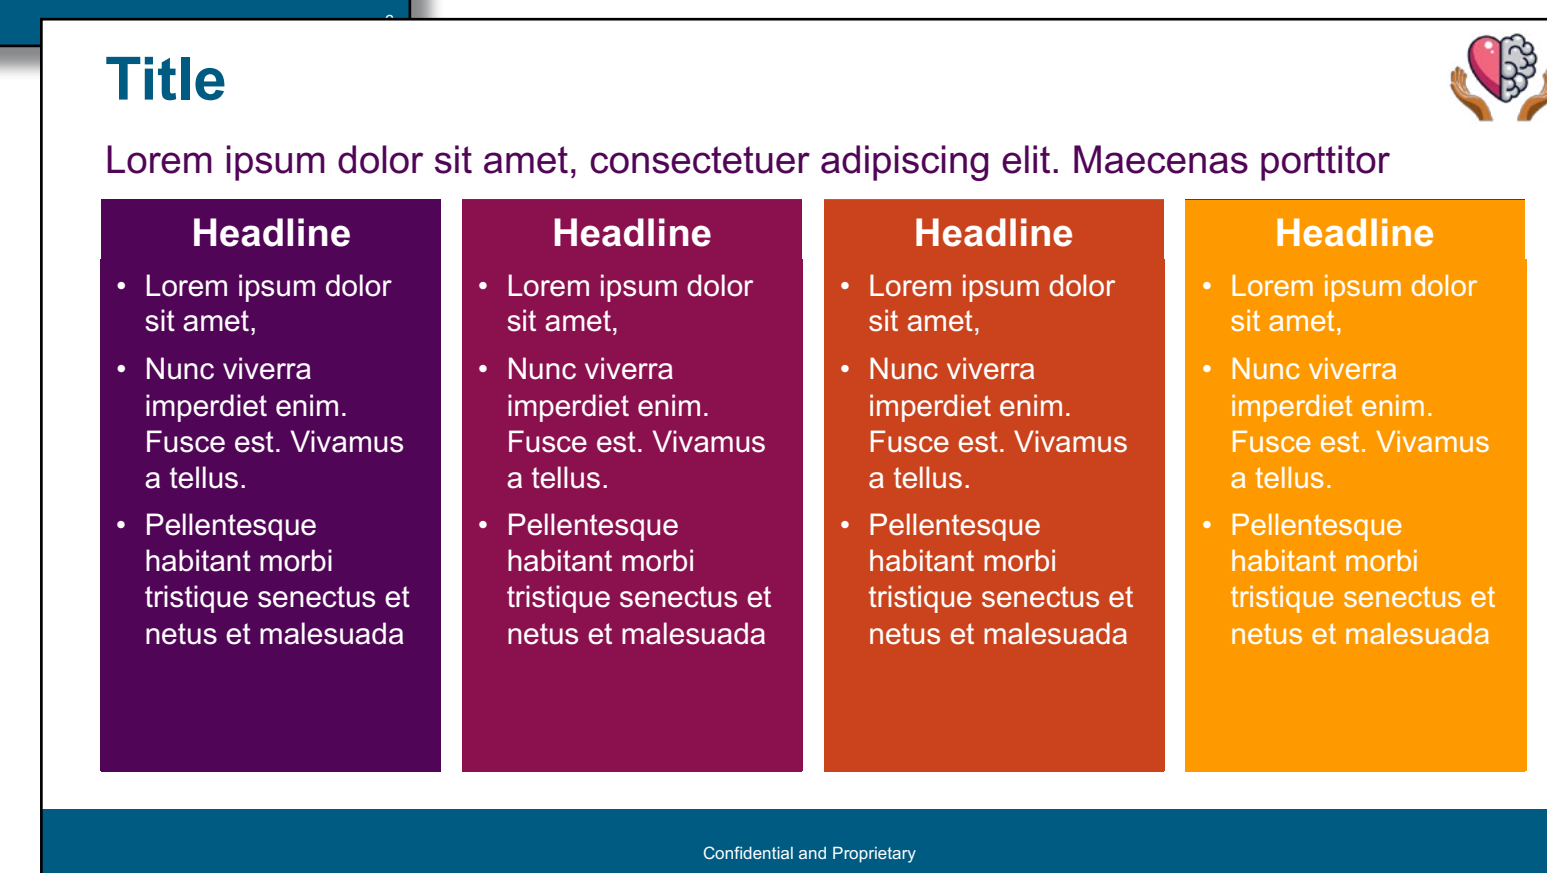 Title
Lorem ipsum dolor sit amet, consectetuer adipiscing elit. Maecenas porttitor
Headline
• Lorem ipsum dolor
sit amet,
• Nunc viverra
imperdiet enim.
Fusce est. Vivamus
a tellus.
• Pellentesque
habitant morbi
tristique senectus et
netus et malesuada
Headline
• Lorem ipsum dolor
sit amet,
• Nunc viverra
imperdiet enim.
Fusce est. Vivamus
a tellus.
• Pellentesque
habitant morbi
tristique senectus et
netus et malesuada
Headline
• Lorem ipsum dolor
sit amet,
• Nunc viverra
imperdiet enim.
Fusce est. Vivamus
a tellus.
• Pellentesque
habitant morbi
tristique senectus et
netus et malesuada
Headline
• Lorem ipsum dolor
sit amet,
• Nunc viverra
imperdiet enim.
Fusce est. Vivamus
a tellus.
• Pellentesque
habitant morbi
tristique senectus et
netus et malesuada
Confidential and Proprietary